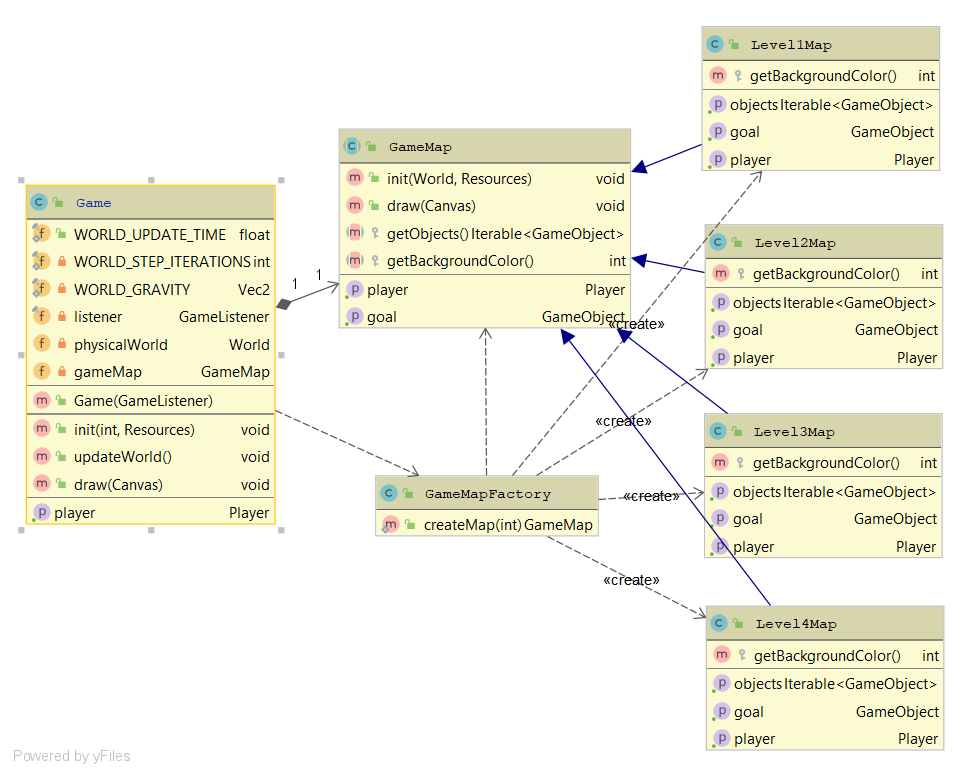 Game
WORLD_UPDATE_TIME float
WORLD_STEP_ITERATIONS int
WORLD_GRAVITY Vec2
listener GameListener
physicalWorld World
gameMap GameMap
Game(GameListener)
init(int, Resources) void
updateWorld() void
draw(Canvas) void
player Player
1
1
GameMap
init(World, Resources) void
draw(Canvas) void
getObjects() Iterable<GameObject>
getBackgroundColor() int
player Player
goal GameObject
GameMapFactory
createMap(int) GameMap
«create»
«create»
«create»
«create»
Level1Map
getBackgroundColor() int
objects Iterable<GameObject>
goal GameObject
player Player
Level2Map
getBackgroundColor() int
objects Iterable<GameObject>
goal GameObject
player Player
Level3Map
getBackgroundColor() int
objects Iterable<GameObject>
goal GameObject
player Player
Level4Map
getBackgroundColor() int
objects Iterable<GameObject>
goal GameObject
player Player
Powered by yFiles